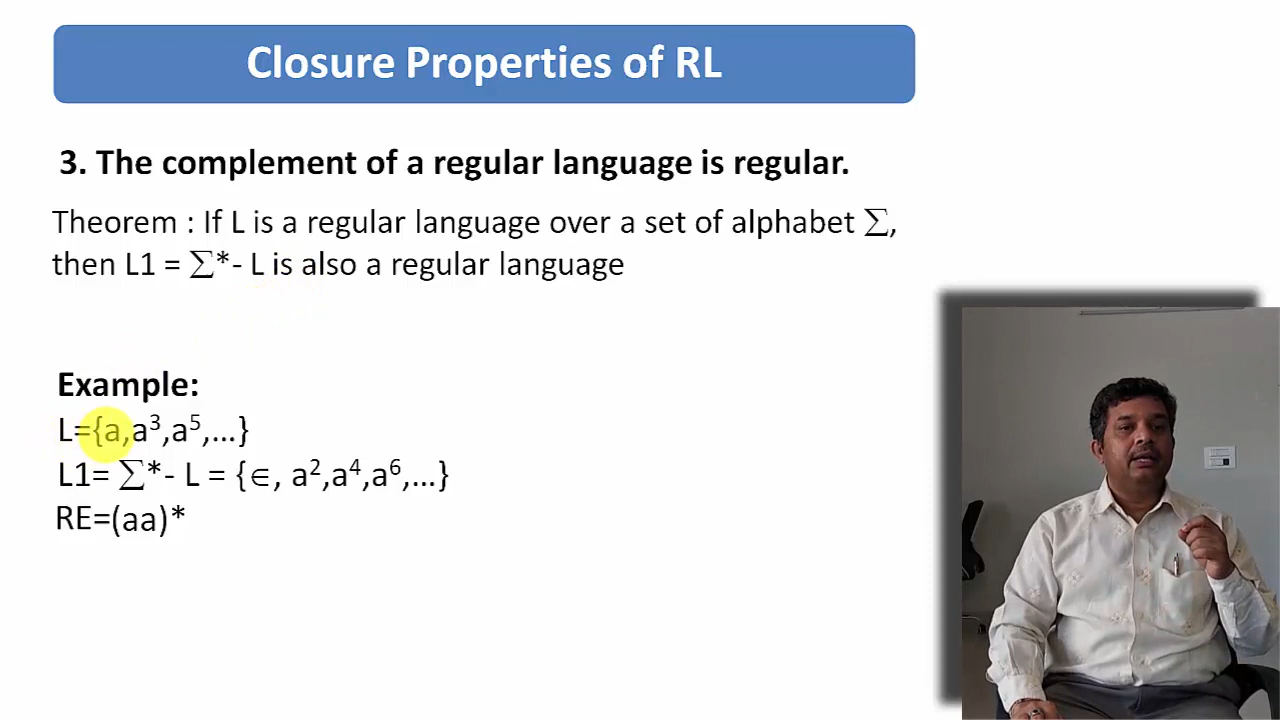 Closure Properties of RL
3. The complement of a regular language is regular.
Theorem : If L is a regular language over a set of alphabet ∑,
then L1 = ∑*- L is also a regular language
Example:
L={a,a³,a⁵,...}
L1= ∑*- L = {∈, a²,a⁴,a⁶,...}
RE=(aa)*